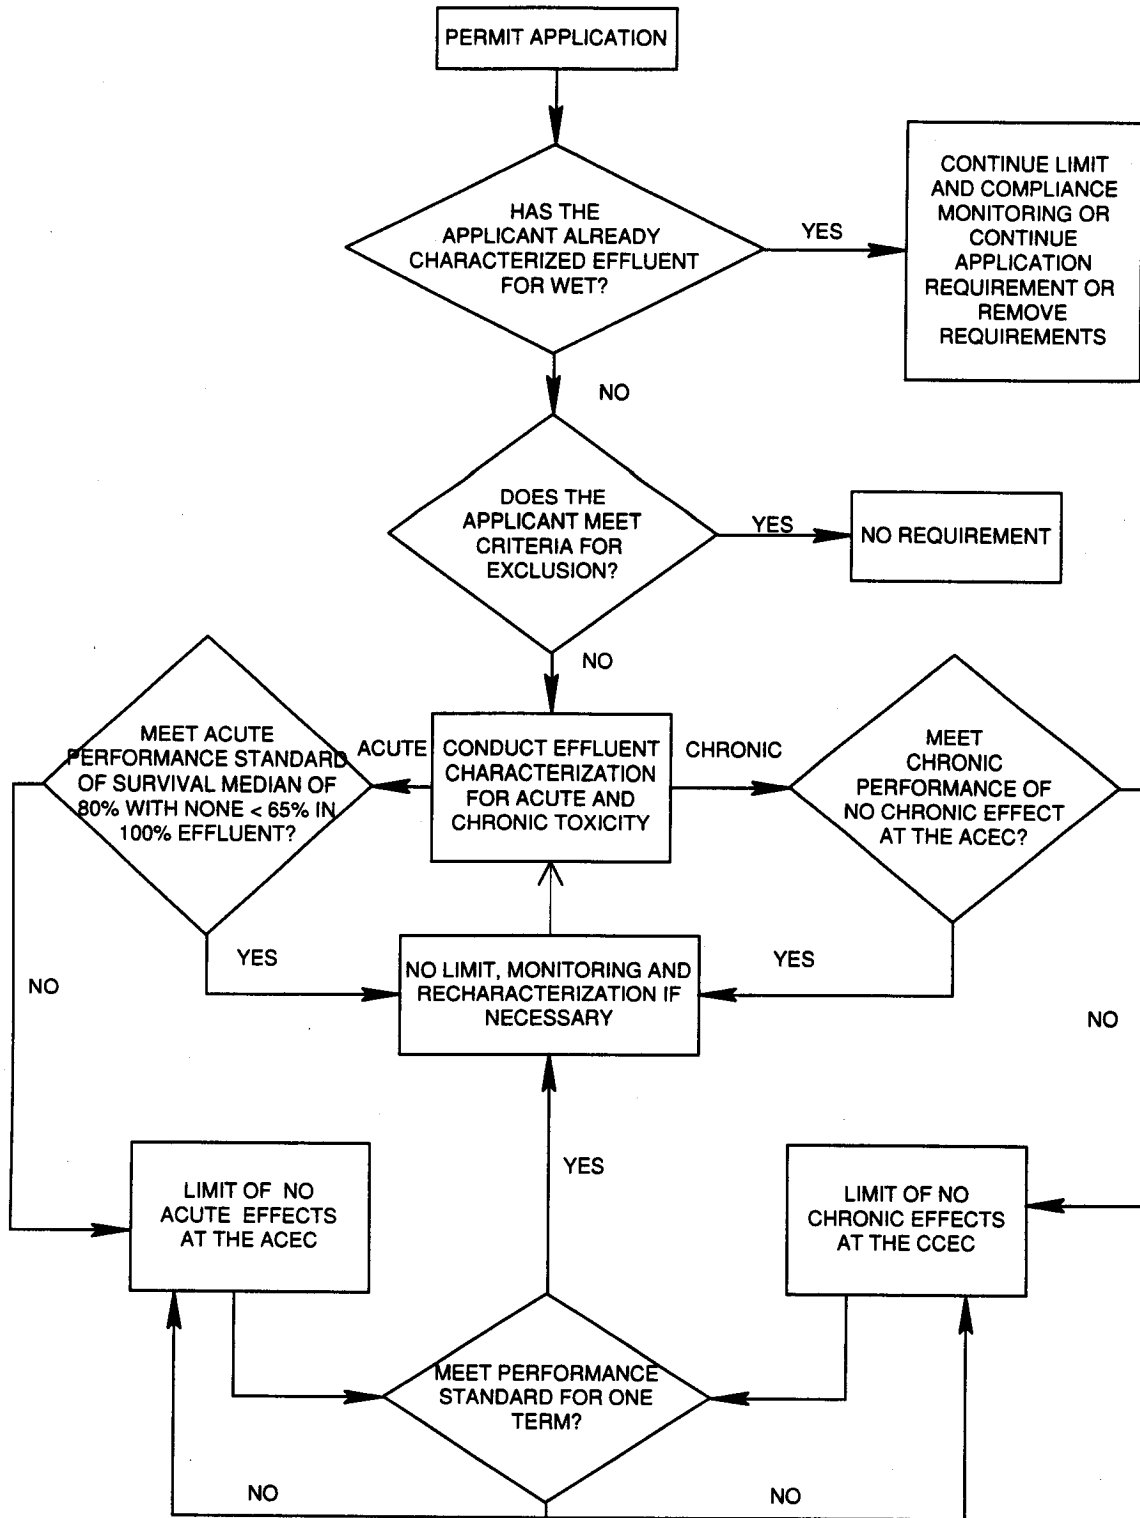 PERMIT APPLICATION
HAS THE
APPLICANT ALREADY
CHARACTERIZED EFFLUENT
FOR WET?
YES
CONTINUE LIMIT
AND COMPLIANCE
MONITORING OR
CONTINUE
APPLICATION
REQUIREMENT OR
REMOVE
REQUIREMENTS
NO
DOES THE
APPLICANT MEET
CRITERIA FOR
EXCLUSION?
YES
NO REQUIREMENT
NO
MEET ACUTE
PERFORMANCE STANDARD
OF SURVIVAL MEDIAN OF
80% WITH NONE < 65% IN
100% EFFLUENT?
ACUTE
CONDUCT EFFLUENT
CHARACTERIZATION
FOR ACUTE AND
CHRONIC TOXICITY
CHRONIC
MEET
CHRONIC
PERFORMANCE OF
NO CHRONIC EFFECT
AT THE ACEC?
YES
NO LIMIT, MONITORING AND
RECHARACTERIZATION IF
NECESSARY
YES
NO
NO
LIMIT OF NO
ACUTE EFFECTS
AT THE ACEC
YES
LIMIT OF NO
CHRONIC EFFECTS
AT THE CCEC
MEET PERFORMANCE
STANDARD FOR ONE
TERM?
NO
NO